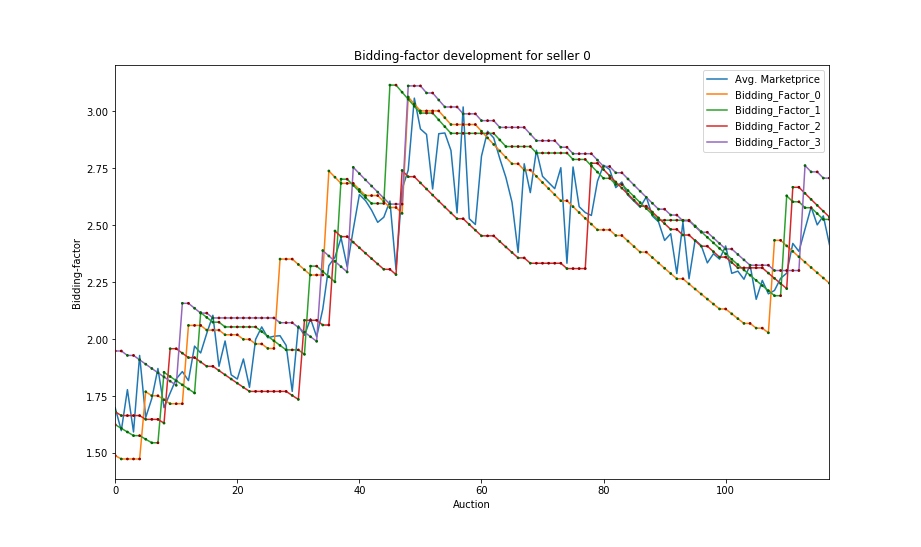 Bidding-factor development for seller 0
Avg. Marketprice
Bidding_Factor_0
Bidding_Factor_1
Bidding_Factor_2
Bidding_Factor_3
3.00
2.75
2.50
2.25
2.00
1.75
1.50
Bidding-factor
0 20 40 60 80 100
Auction